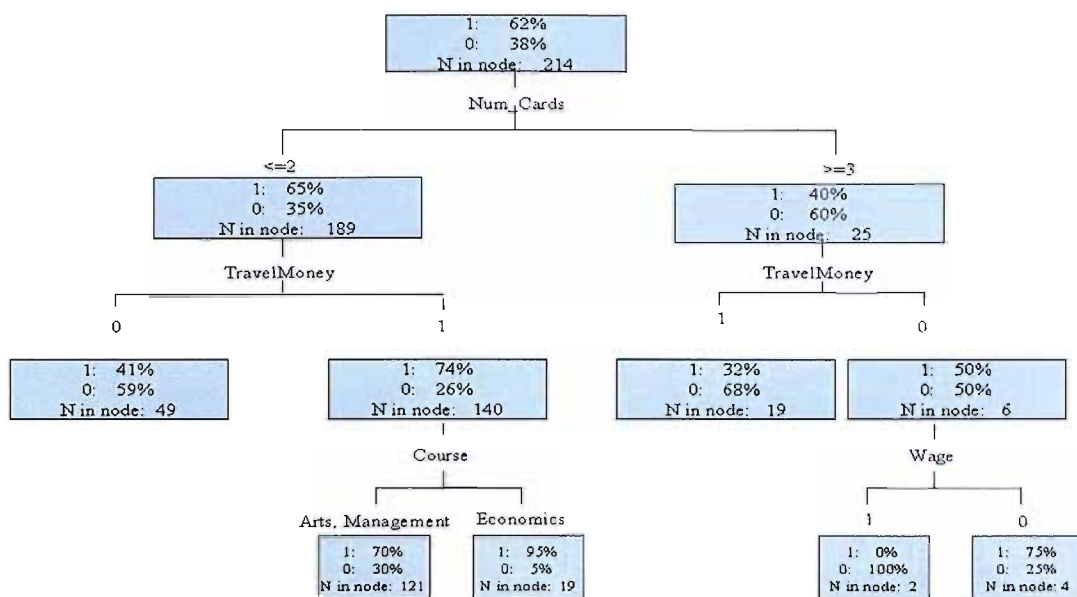 1: 62%
0: 38%
N in node: 214
Num_Cards
<=2
>=3
1: 65%
0: 35%
N in node: 189
1: 40%
0: 60%
N in node: 25
TravelMoney
TravelMoney
0
1
1
0
1: 41%
0: 59%
N in node: 49
1: 74%
0: 26%
N in node: 140
1: 32%
0: 68%
N in node: 19
1: 50%
0: 50%
N in node: 6
Course
Wage
Arts, Management
Economics
1
0
1: 70%
0: 30%
N in node: 121
1: 95%
0: 5%
N in node: 19
1: 0%
0: 100%
N in node: 2
1: 75%
0: 25%
N in node: 4